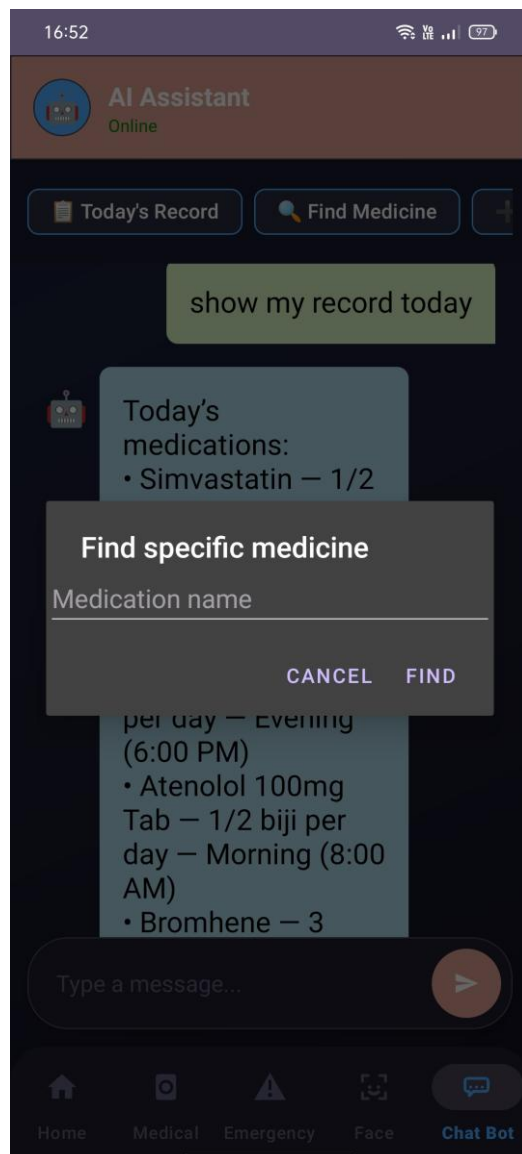 16:52
Vo LTE
97
AI Assistant
Online
Today's Record
Find Medicine
show my record today
Today's
medications:
• Simvastatin — 1/2
Find specific medicine
Medication name
CANCEL FIND
per day — Evening
(6:00 PM)
• Atenolol 100mg
Tab — 1/2 biji per
day — Morning (8:00
AM)
• Bromhene — 3
Type a message...
Home Medical Emergency Face Chat Bot